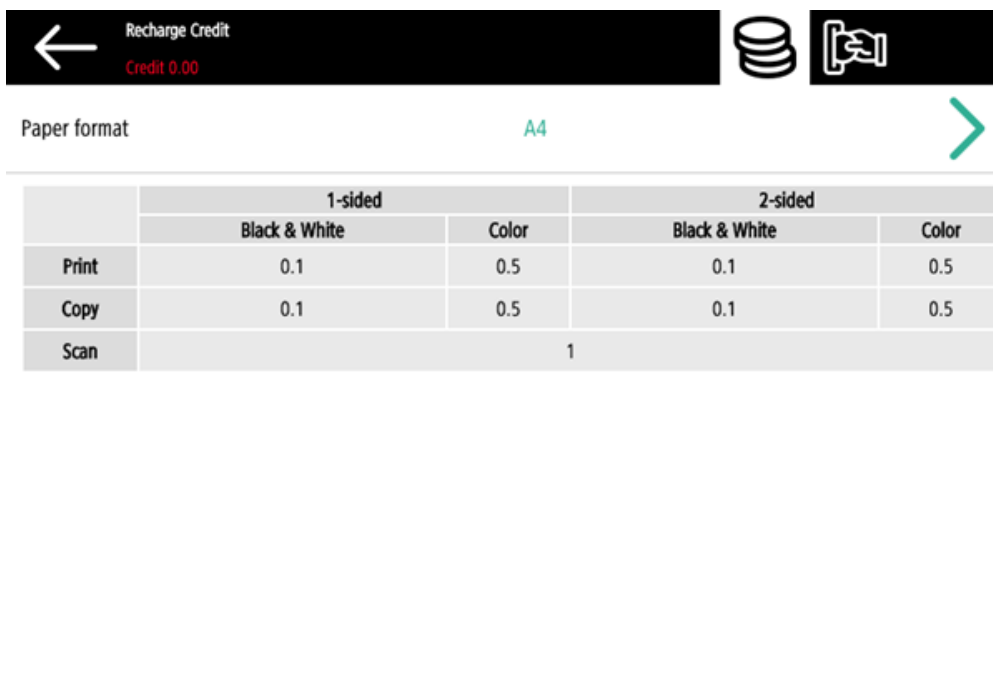 Recharge Credit
Credit 0.00
Paper format A4
1-sided 2-sided
Black & White Color Black & White Color
Print 0.1 0.5 0.1 0.5
Copy 0.1 0.5 0.1 0.5
Scan 1